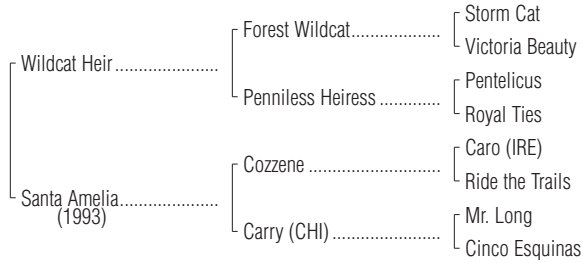 Storm Cat
Forest Wildcat....................
Victoria Beauty
Wildcat Heir.......................
Pentelicus
Penniless Heiress..............
Royal Ties
Caro (IRE)
Cozzene..............................
Ride the Trails
Santa Amelia......................
(1993)
Mr. Long
Carry (CHI)........................
Cinco Esquinas